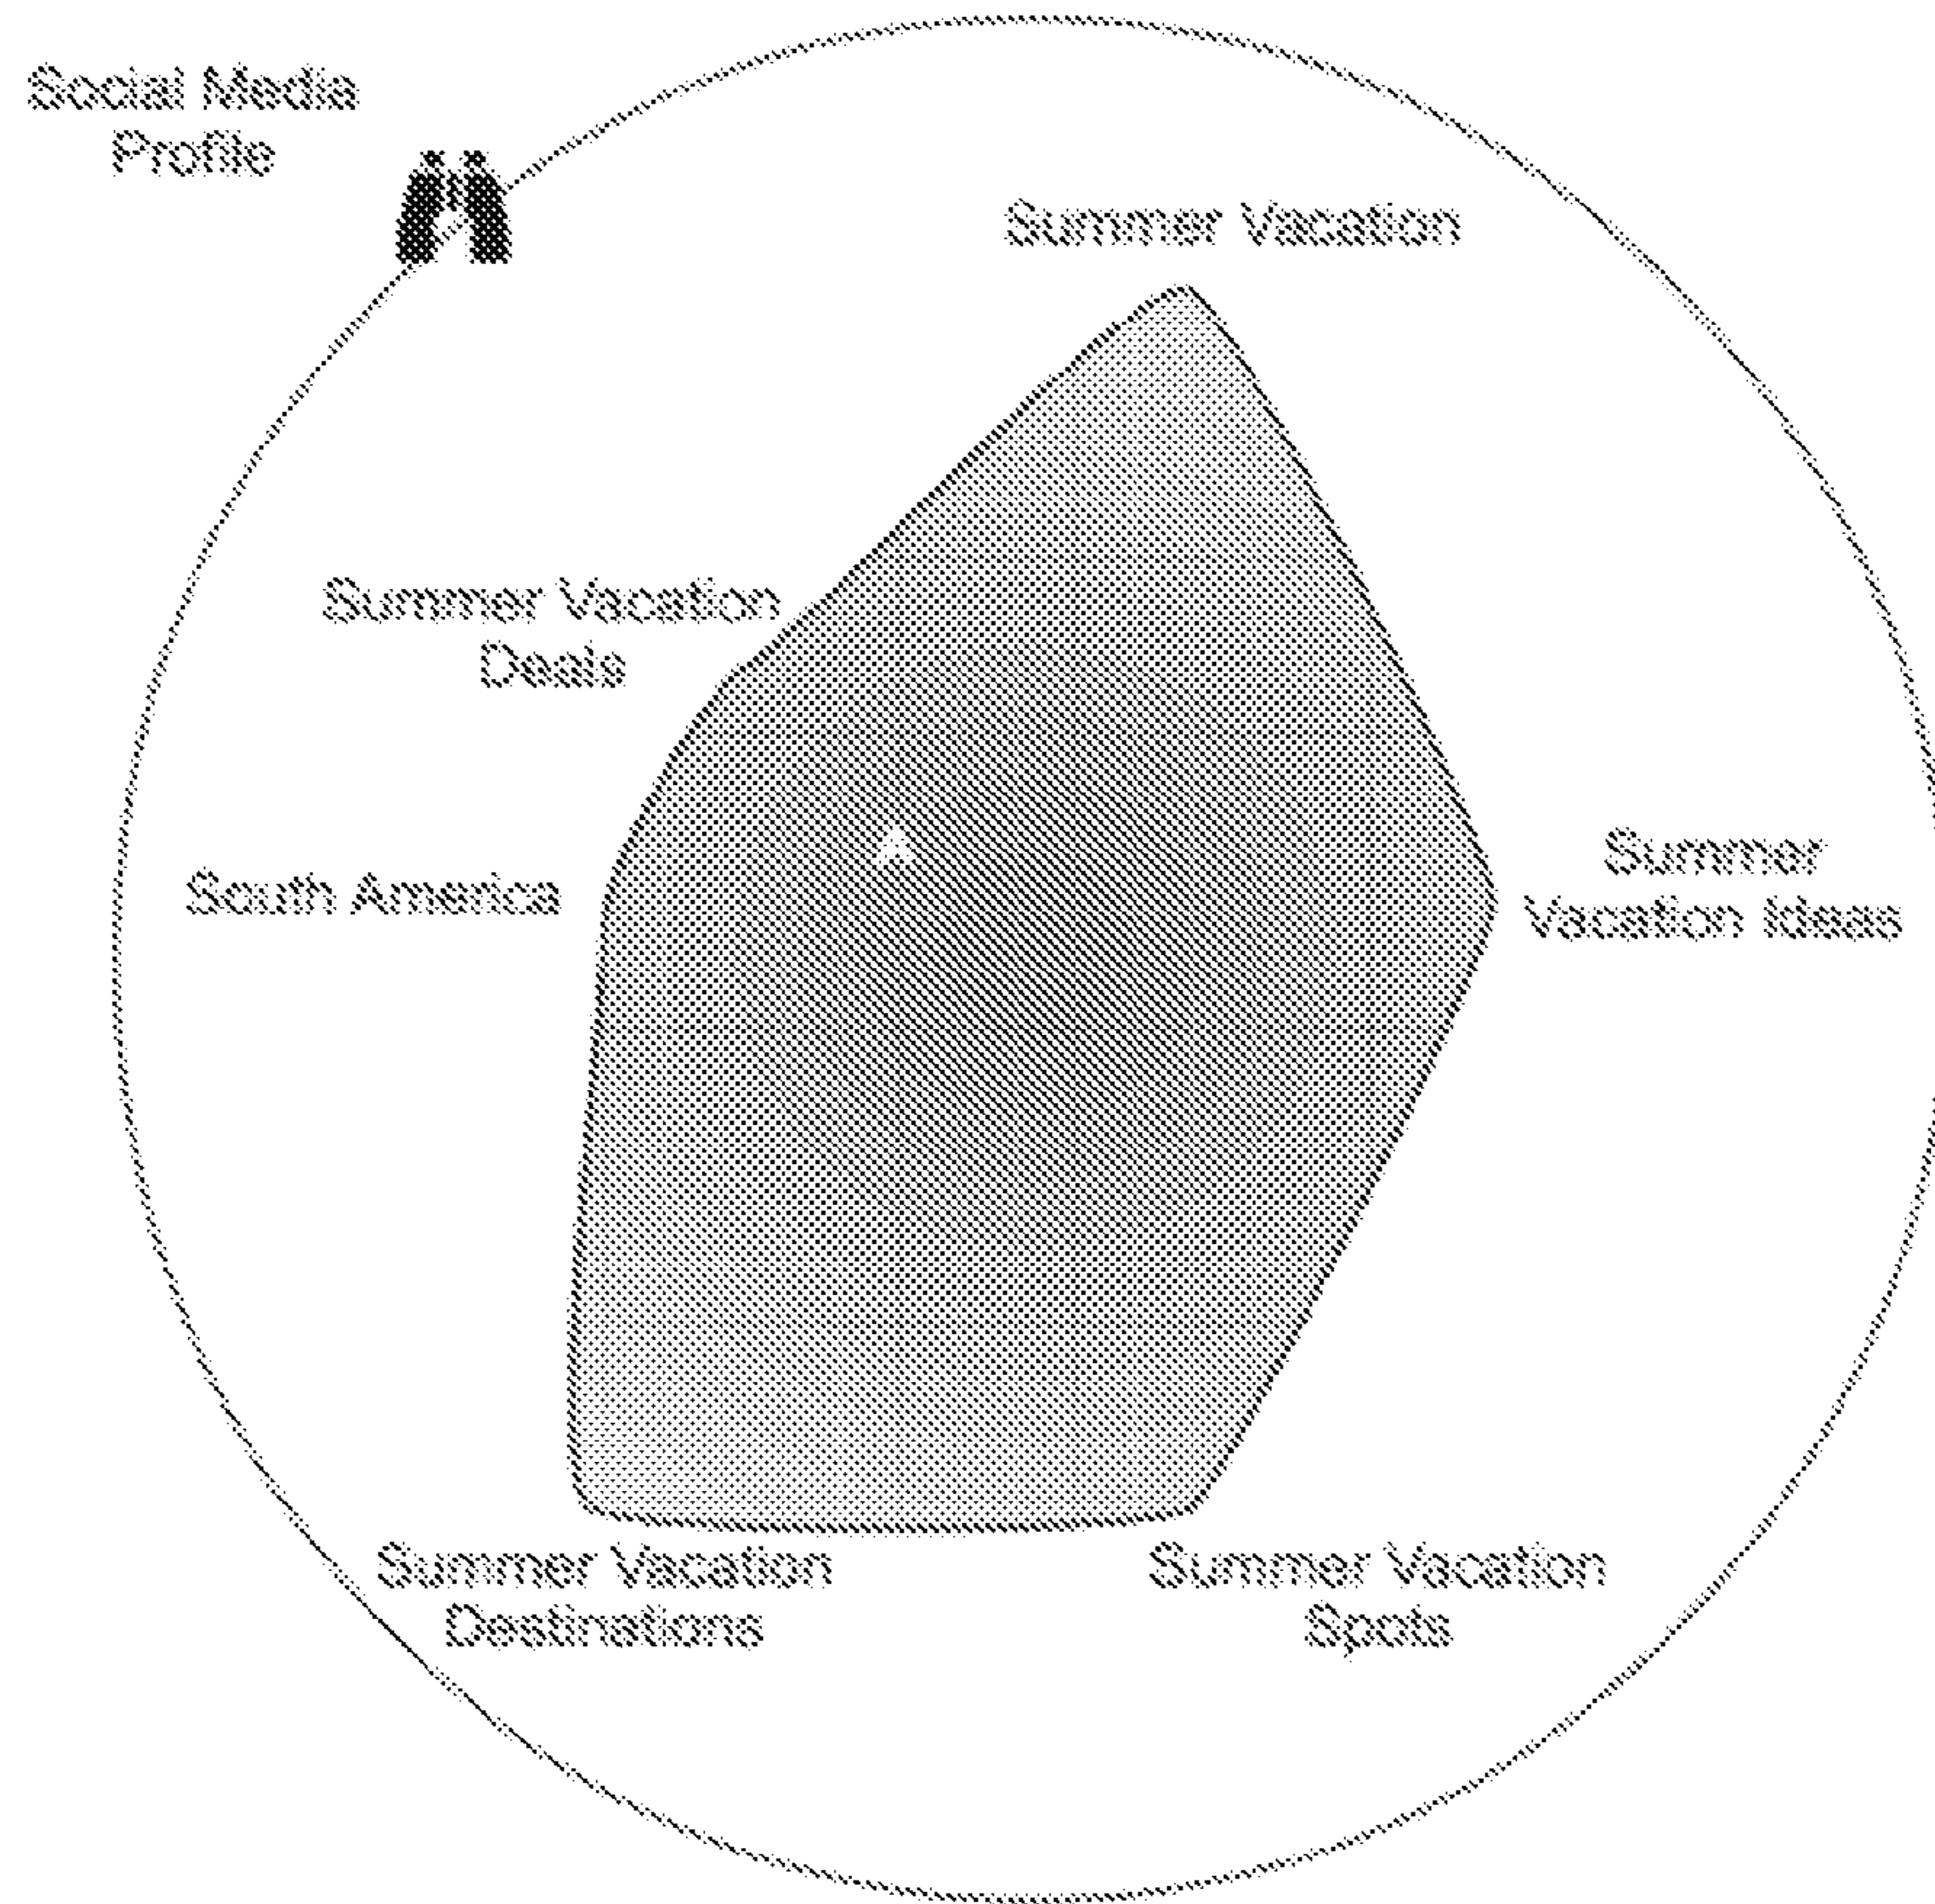 Social Media
Profile
Summer Vacation
Summer Vacation
Deals
South America
Summer
Vacation Ideas
Summer Vacation
Destinations
Summer Vacation
Spots